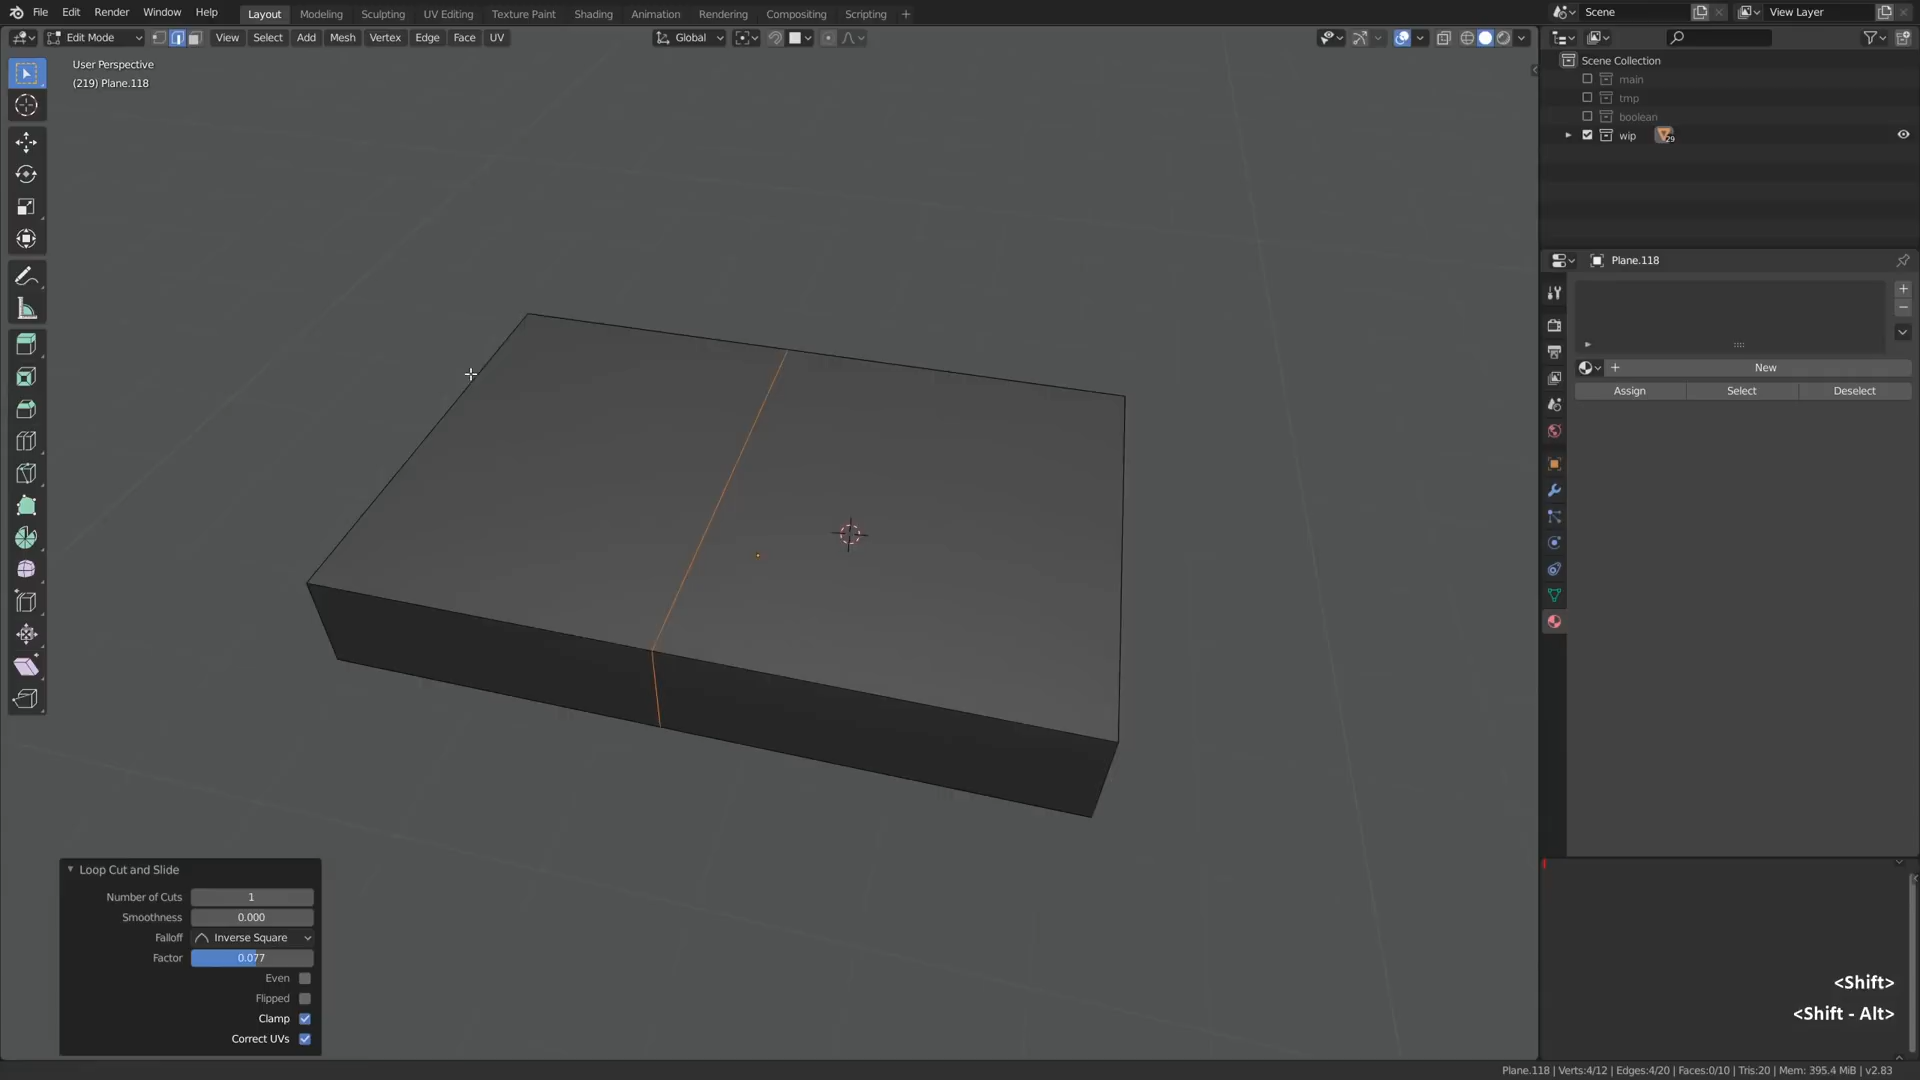 File Edit Render Window Help Layout Modeling Sculpting UV Editing Texture Paint Shading Animation Rendering Compositing Scripting + Scene View Layer
Edit Mode View Select Add Mesh Vertex Edge Face UV Global
User Perspective
(219) Plane.118
Scene Collection
main
tmp
boolean
wip 29
Plane.118
New
Assign Select Deselect
Loop Cut and Slide
Number of Cuts 1
Smoothness 0.000
Falloff Inverse Square
Factor 0.077
Even
Flipped
Clamp
Correct UVs
<Shift>
<Shift - Alt>
Plane.118 | Verts:4/12 | Edges:4/20 | Faces:0/10 | Tris:20 | Mem: 395.4 MiB | v2.83